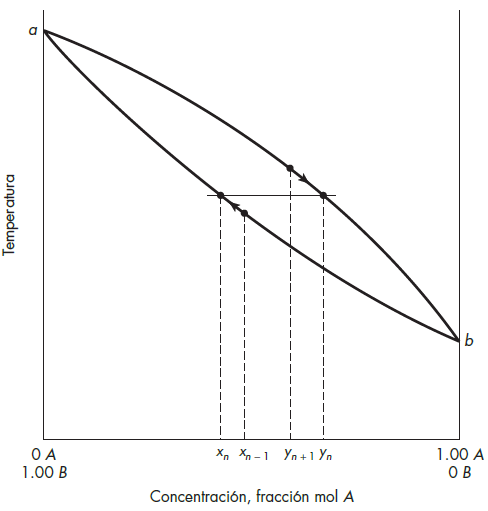 a
Temperatura
b
0 A
1.00 B
xn xn – 1 yn + 1 yn
1.00 A
0 B
Concentración, fracción mol A